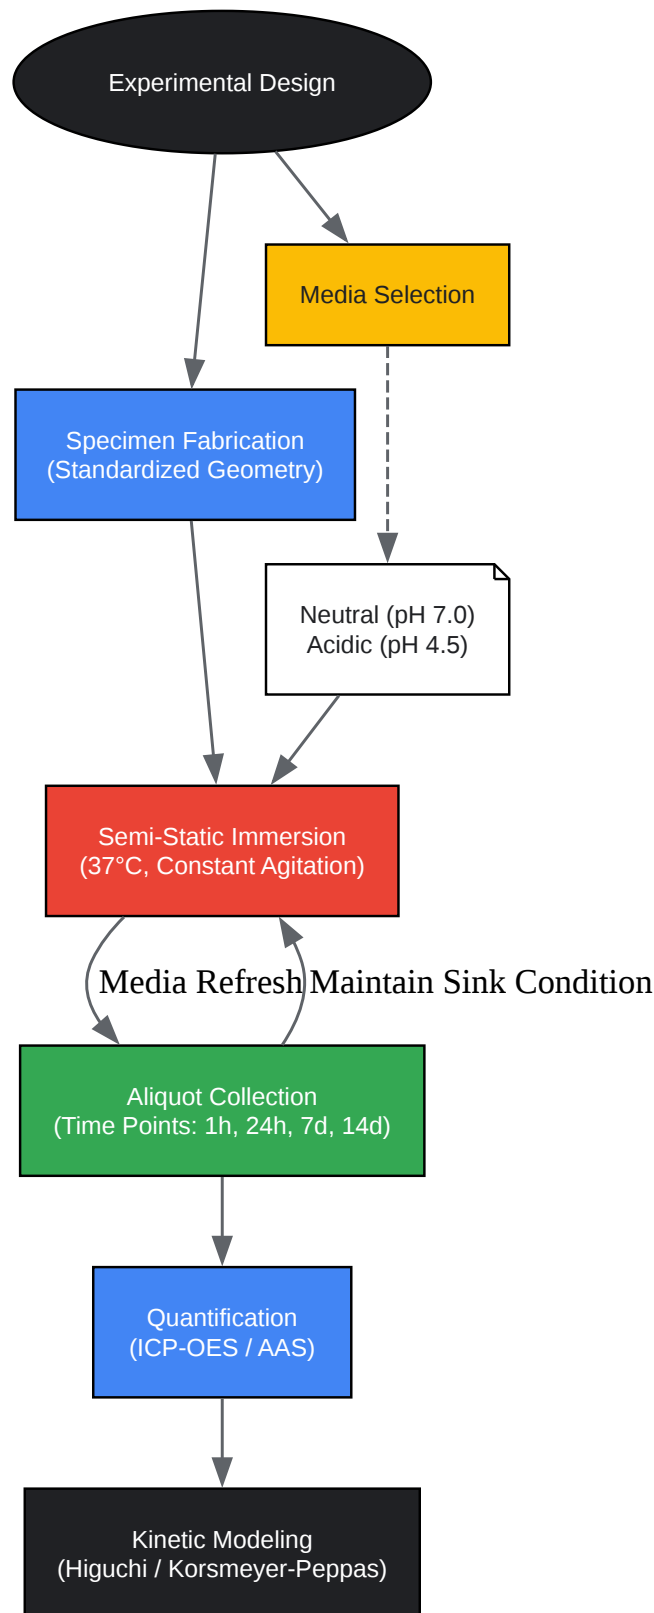 Experimental Design
Media Selection
Specimen Fabrication
(Standardized Geometry)
Neutral (pH 7.0)
Acidic (pH 4.5)
Semi-Static Immersion
(37°C, Constant Agitation)
Media Refresh
Maintain Sink Condition
Aliquot Collection
(Time Points: 1h, 24h, 7d, 14d)
Quantification
(ICP-OES / AAS)
Kinetic Modeling
(Higuchi / Korsmeyer-Peppas)